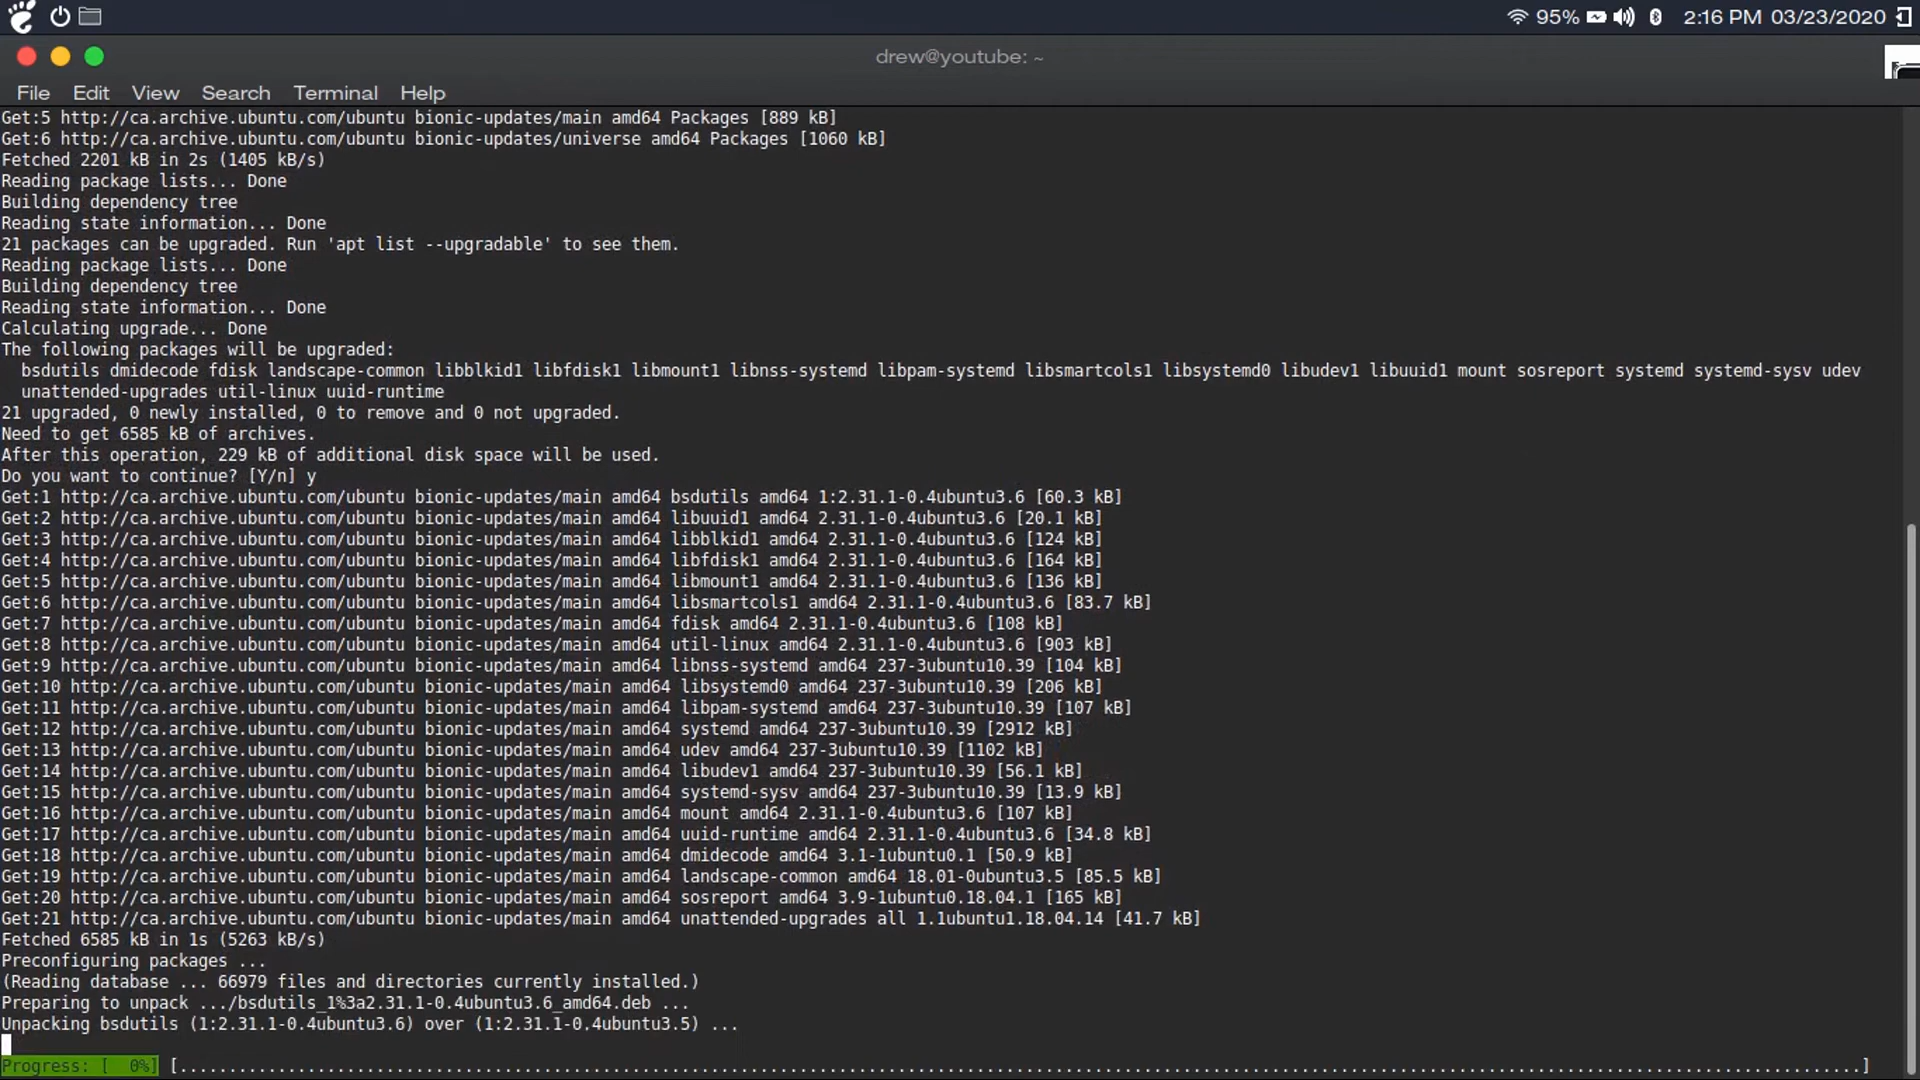 95% 2:16 PM 03/23/2020
drew@youtube: ~
File Edit View Search Terminal Help
Get:5 http://ca.archive.ubuntu.com/ubuntu bionic-updates/main amd64 Packages [889 kB]
Get:6 http://ca.archive.ubuntu.com/ubuntu bionic-updates/universe amd64 Packages [1060 kB]
Fetched 2201 kB in 2s (1405 kB/s)
Reading package lists... Done
Building dependency tree
Reading state information... Done
21 packages can be upgraded. Run 'apt list --upgradable' to see them.
Reading package lists... Done
Building dependency tree
Reading state information... Done
Calculating upgrade... Done
The following packages will be upgraded:
  bsdutils dmidecode fdisk landscape-common libblkid1 libfdisk1 libmount1 libnss-systemd libpam-systemd libsmartcols1 libsystemd0 libudev1 libuuid1 mount sosreport systemd systemd-sysv udev
  unattended-upgrades util-linux uuid-runtime
21 upgraded, 0 newly installed, 0 to remove and 0 not upgraded.
Need to get 6585 kB of archives.
After this operation, 229 kB of additional disk space will be used.
Do you want to continue? [Y/n] y
Get:1 http://ca.archive.ubuntu.com/ubuntu bionic-updates/main amd64 bsdutils amd64 1:2.31.1-0.4ubuntu3.6 [60.3 kB]
Get:2 http://ca.archive.ubuntu.com/ubuntu bionic-updates/main amd64 libuuid1 amd64 2.31.1-0.4ubuntu3.6 [20.1 kB]
Get:3 http://ca.archive.ubuntu.com/ubuntu bionic-updates/main amd64 libblkid1 amd64 2.31.1-0.4ubuntu3.6 [124 kB]
Get:4 http://ca.archive.ubuntu.com/ubuntu bionic-updates/main amd64 libfdisk1 amd64 2.31.1-0.4ubuntu3.6 [164 kB]
Get:5 http://ca.archive.ubuntu.com/ubuntu bionic-updates/main amd64 libmount1 amd64 2.31.1-0.4ubuntu3.6 [136 kB]
Get:6 http://ca.archive.ubuntu.com/ubuntu bionic-updates/main amd64 libsmartcols1 amd64 2.31.1-0.4ubuntu3.6 [83.7 kB]
Get:7 http://ca.archive.ubuntu.com/ubuntu bionic-updates/main amd64 fdisk amd64 2.31.1-0.4ubuntu3.6 [108 kB]
Get:8 http://ca.archive.ubuntu.com/ubuntu bionic-updates/main amd64 util-linux amd64 2.31.1-0.4ubuntu3.6 [903 kB]
Get:9 http://ca.archive.ubuntu.com/ubuntu bionic-updates/main amd64 libnss-systemd amd64 237-3ubuntu10.39 [104 kB]
Get:10 http://ca.archive.ubuntu.com/ubuntu bionic-updates/main amd64 libsystemd0 amd64 237-3ubuntu10.39 [206 kB]
Get:11 http://ca.archive.ubuntu.com/ubuntu bionic-updates/main amd64 libpam-systemd amd64 237-3ubuntu10.39 [107 kB]
Get:12 http://ca.archive.ubuntu.com/ubuntu bionic-updates/main amd64 systemd amd64 237-3ubuntu10.39 [2912 kB]
Get:13 http://ca.archive.ubuntu.com/ubuntu bionic-updates/main amd64 udev amd64 237-3ubuntu10.39 [1102 kB]
Get:14 http://ca.archive.ubuntu.com/ubuntu bionic-updates/main amd64 libudev1 amd64 237-3ubuntu10.39 [56.1 kB]
Get:15 http://ca.archive.ubuntu.com/ubuntu bionic-updates/main amd64 systemd-sysv amd64 237-3ubuntu10.39 [13.9 kB]
Get:16 http://ca.archive.ubuntu.com/ubuntu bionic-updates/main amd64 mount amd64 2.31.1-0.4ubuntu3.6 [107 kB]
Get:17 http://ca.archive.ubuntu.com/ubuntu bionic-updates/main amd64 uuid-runtime amd64 2.31.1-0.4ubuntu3.6 [34.8 kB]
Get:18 http://ca.archive.ubuntu.com/ubuntu bionic-updates/main amd64 dmidecode amd64 3.1-1ubuntu0.1 [50.9 kB]
Get:19 http://ca.archive.ubuntu.com/ubuntu bionic-updates/main amd64 landscape-common amd64 18.01-0ubuntu3.5 [85.5 kB]
Get:20 http://ca.archive.ubuntu.com/ubuntu bionic-updates/main amd64 sosreport amd64 3.9-1ubuntu0.18.04.1 [165 kB]
Get:21 http://ca.archive.ubuntu.com/ubuntu bionic-updates/main amd64 unattended-upgrades all 1.1ubuntu1.18.04.14 [41.7 kB]
Fetched 6585 kB in 1s (5263 kB/s)
Preconfiguring packages ...
(Reading database ... 66979 files and directories currently installed.)
Preparing to unpack .../bsdutils_1%3a2.31.1-0.4ubuntu3.6_amd64.deb ...
Unpacking bsdutils (1:2.31.1-0.4ubuntu3.6) over (1:2.31.1-0.4ubuntu3.5) ...
Progress: [  0%] [...........................................................................................................................................................................]